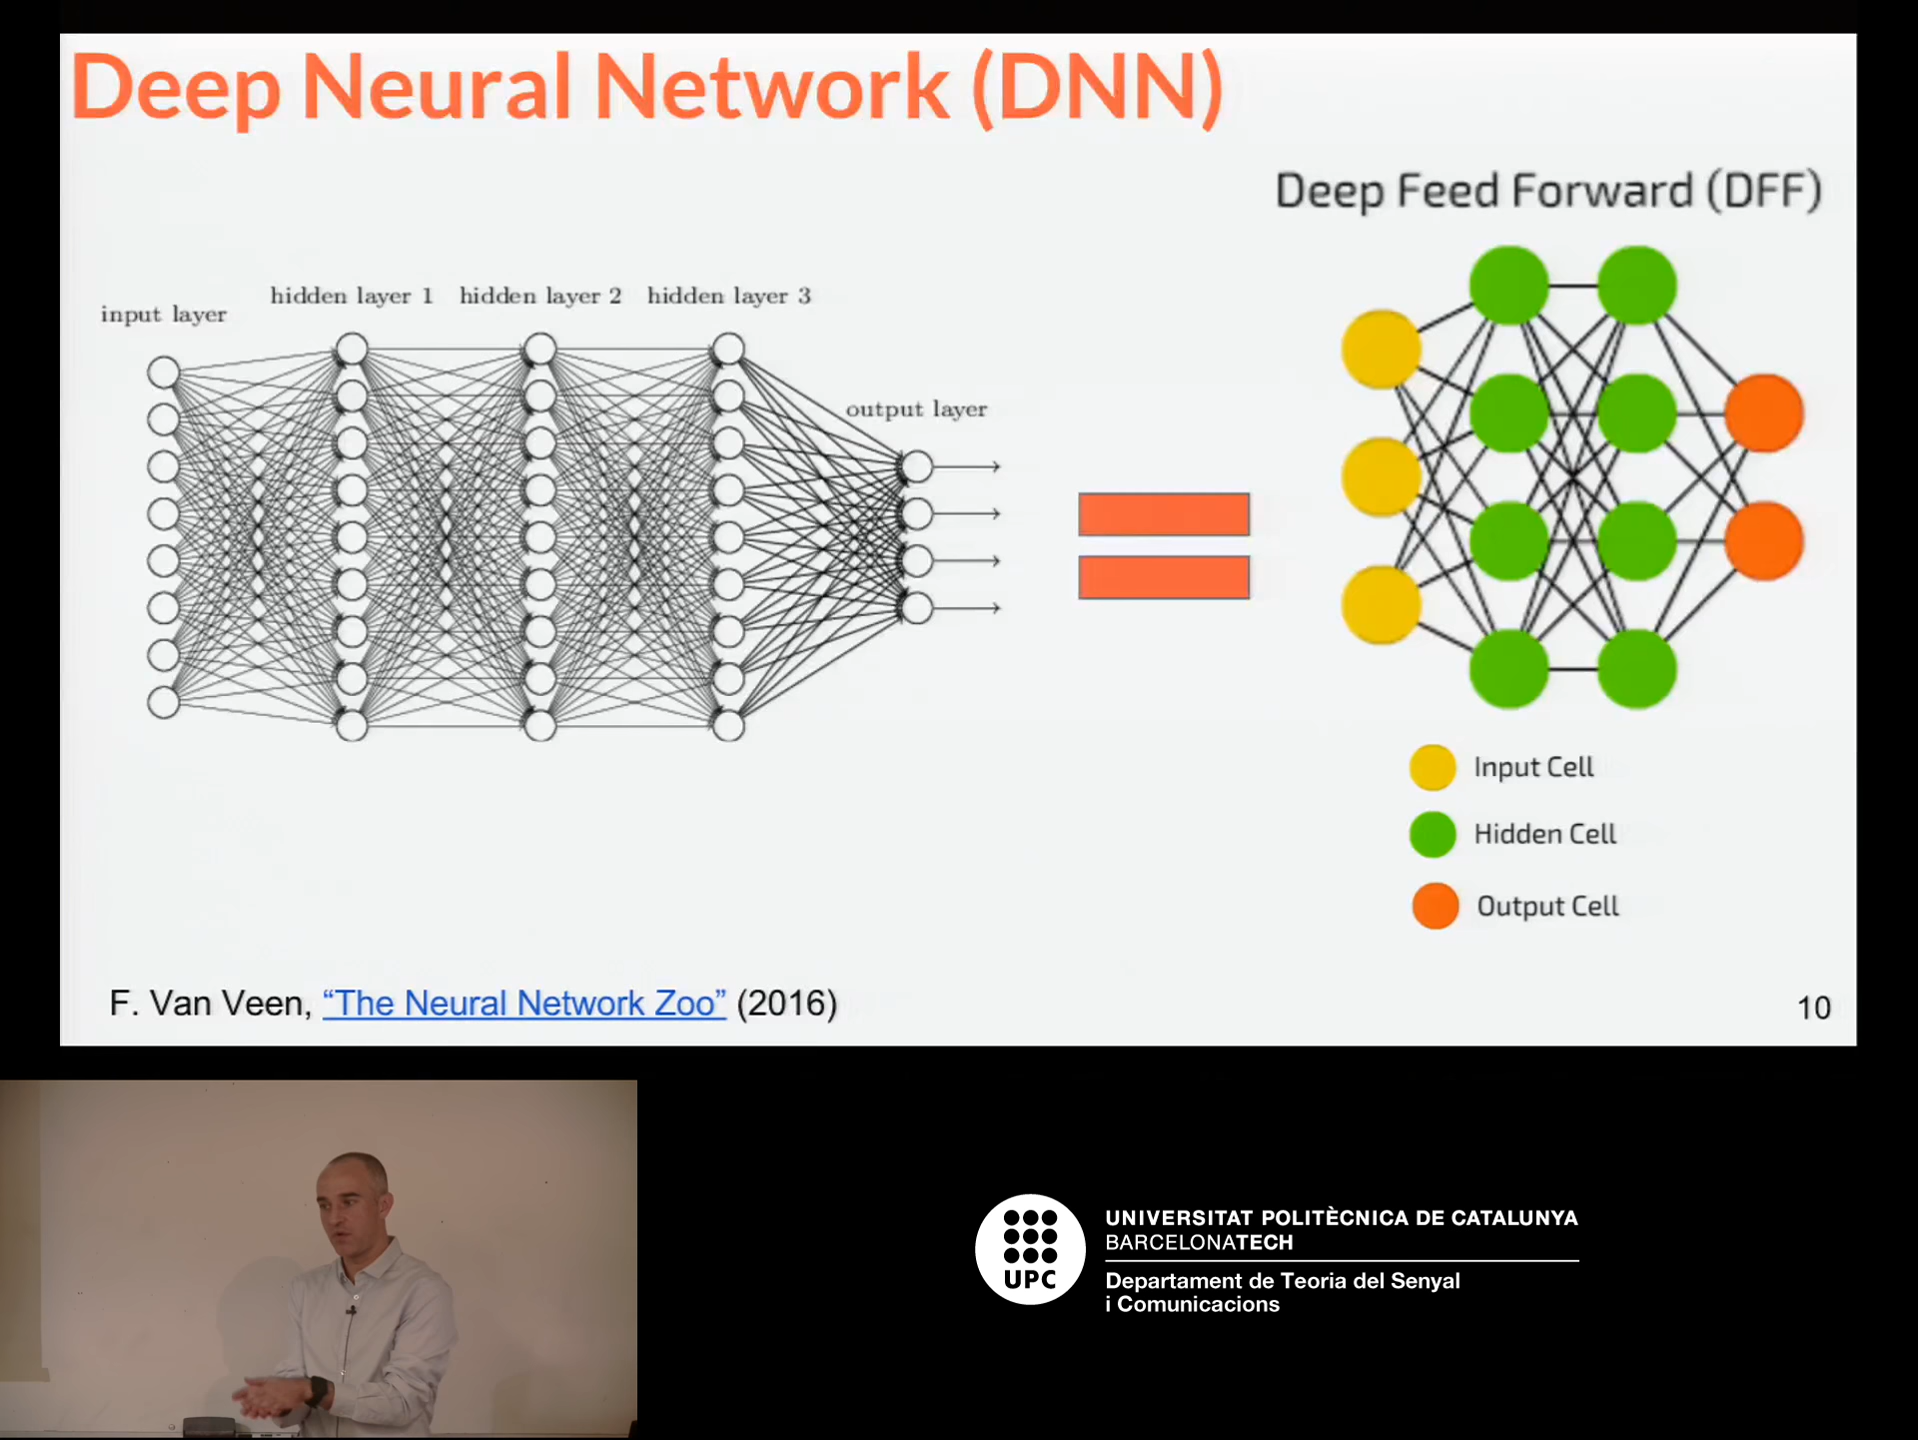 Deep Neural Network (DNN)
Deep Feed Forward (DFF)
input layer
hidden layer 1
hidden layer 2
hidden layer 3
output layer
Input Cell
Hidden Cell
Output Cell
F. Van Veen, “The Neural Network Zoo” (2016)
10
UPC
UNIVERSITAT POLITÈCNICA DE CATALUNYA
BARCELONATECH
Departament de Teoria del Senyal
i Comunicacions